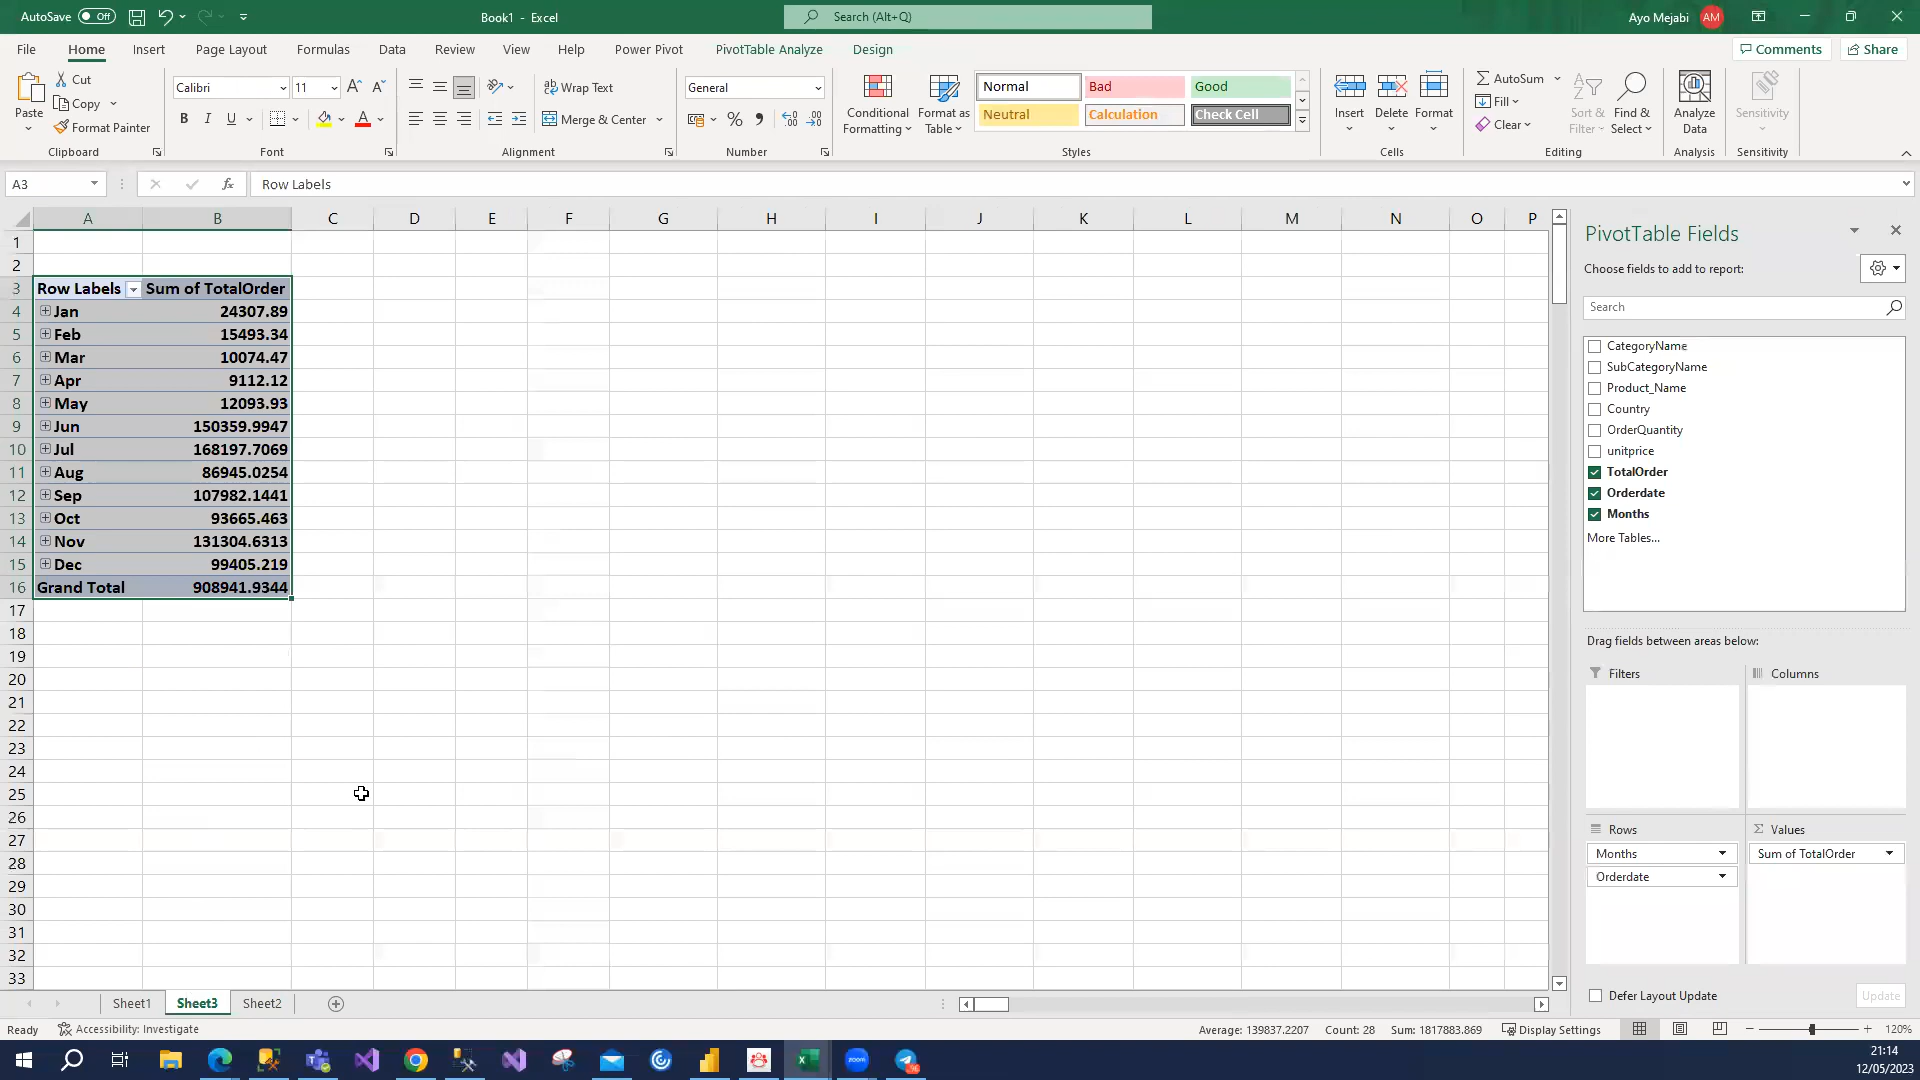 AutoSave Off
Book1 - Excel
Search (Alt+Q)
Ayo Mejabi AM
File Home Insert Page Layout Formulas Data Review View Help Power Pivot PivotTable Analyze Design
Comments Share
Paste
Cut
Copy
Format Painter
Clipboard
Calibri 11
B I U
Font
Wrap Text
Merge & Center
Alignment
General
Number
Conditional Formatting
Format as Table
Normal Bad Good
Neutral Calculation Check Cell
Styles
Insert Delete Format
Cells
AutoSum
Fill
Clear
Sort & Filter
Find & Select
Editing
Analyze Data
Analysis
Sensitivity
Sensitivity
A3 fx Row Labels
A B C D E F G H I J K L M N O P
1
2
3 Row Labels Sum of TotalOrder
4 Jan 24307.89
5 Feb 15493.34
6 Mar 10074.47
7 Apr 9112.12
8 May 12093.93
9 Jun 150359.9947
10 Jul 168197.7069
11 Aug 86945.0254
12 Sep 107982.1441
13 Oct 93665.463
14 Nov 131304.6313
15 Dec 99405.219
16 Grand Total 908941.9344
17
18
19
20
21
22
23
24
25
26
27
28
29
30
31
32
33
PivotTable Fields
Choose fields to add to report:
Search
CategoryName
SubCategoryName
Product_Name
Country
OrderQuantity
unitprice
TotalOrder
Orderdate
Months
More Tables...
Drag fields between areas below:
Filters Columns
Rows Values
Months Sum of TotalOrder
Orderdate
Defer Layout Update Update
Sheet1 Sheet3 Sheet2
Ready Accessibility: Investigate
Average: 139837.2207 Count: 28 Sum: 1817883.869 Display Settings 120%
zoom
21:14
12/05/2023